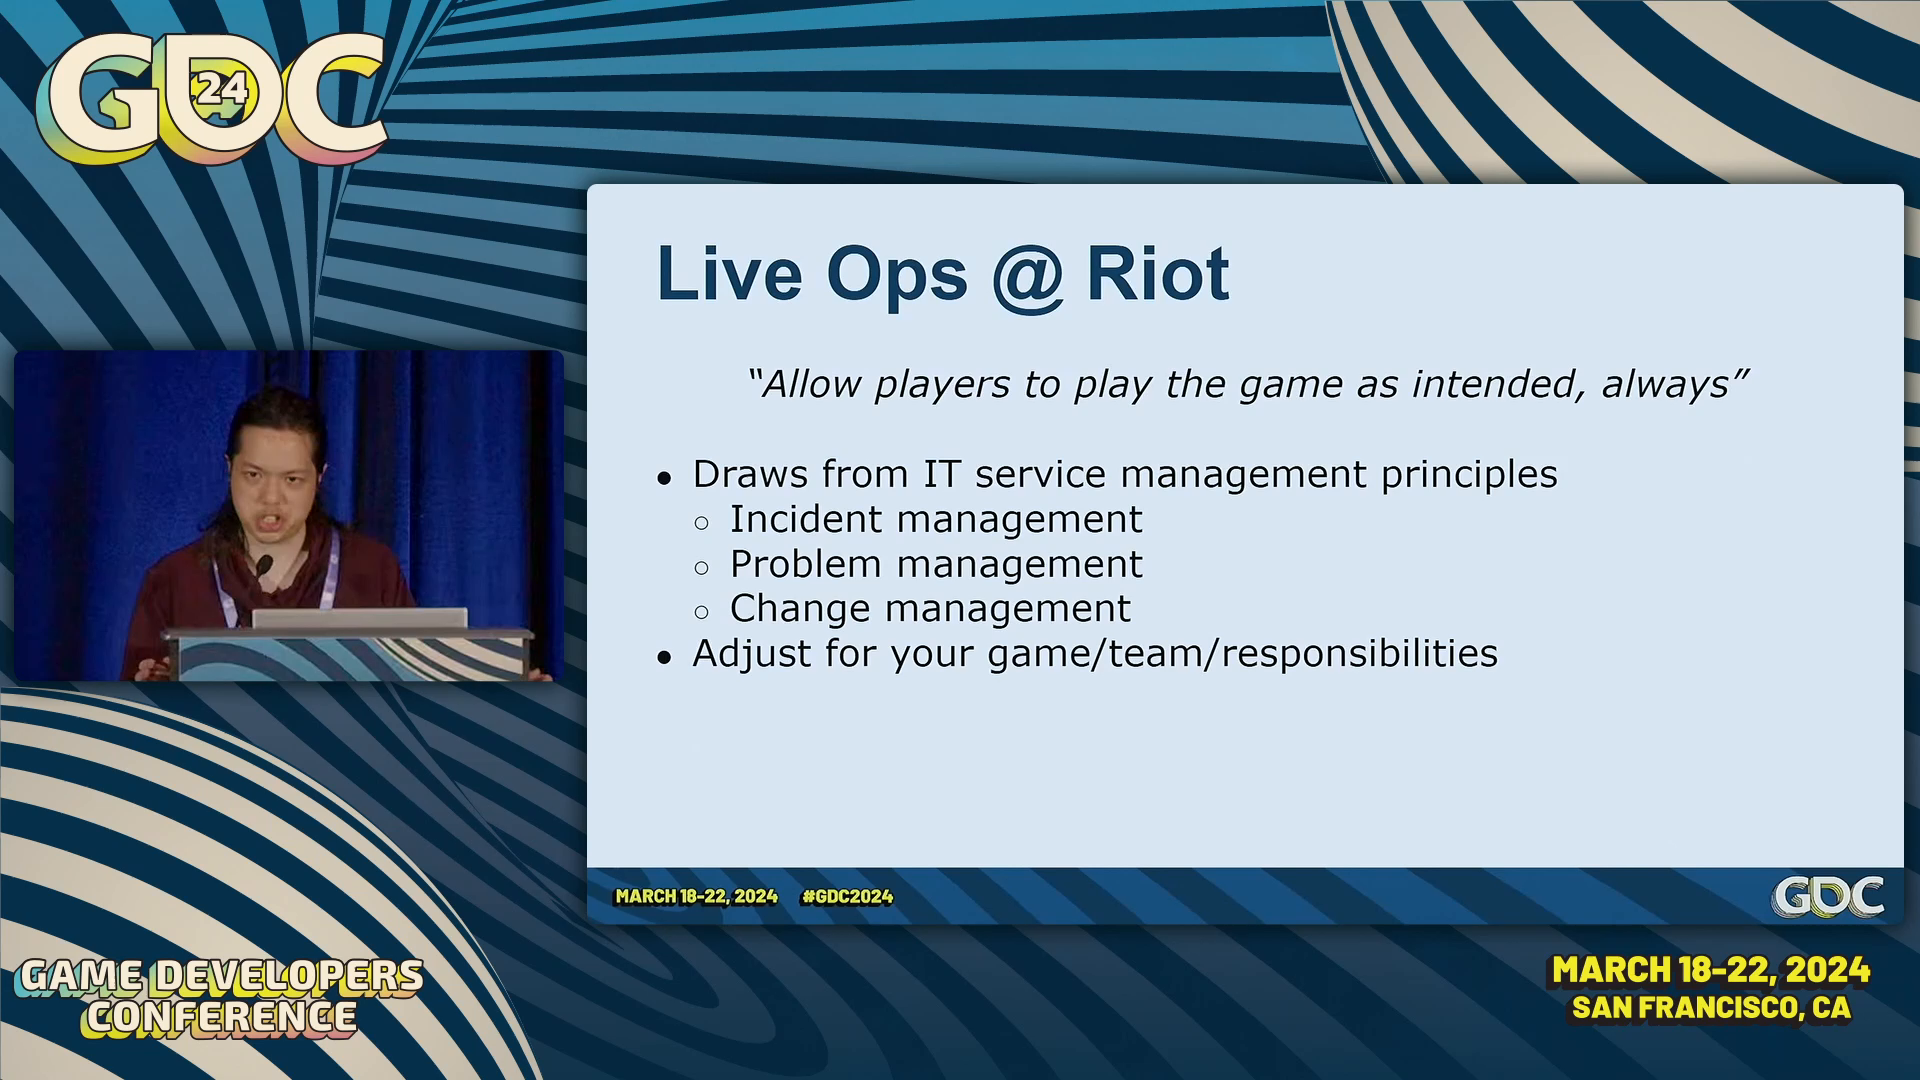 GDC
24
Live Ops @ Riot
“Allow players to play the game as intended, always”
● Draws from IT service management principles
○ Incident management
○ Problem management
○ Change management
● Adjust for your game/team/responsibilities
MARCH 18-22, 2024 #GDC2024
GDC
GAME DEVELOPERS
CONFERENCE
MARCH 18-22, 2024
SAN FRANCISCO, CA